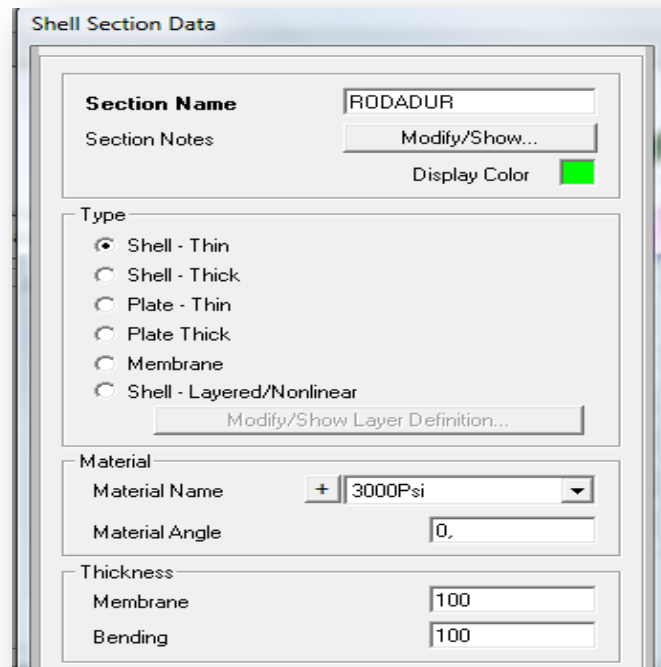 Shell Section Data
Section Name RODADUR
Section Notes Modify/Show...
Display Color
Type
Shell - Thin
Shell - Thick
Plate - Thin
Plate Thick
Membrane
Shell - Layered/Nonlinear
Modify/Show Layer Definition...
Material
Material Name + 3000Psi
Material Angle 0,
Thickness
Membrane 100
Bending 100